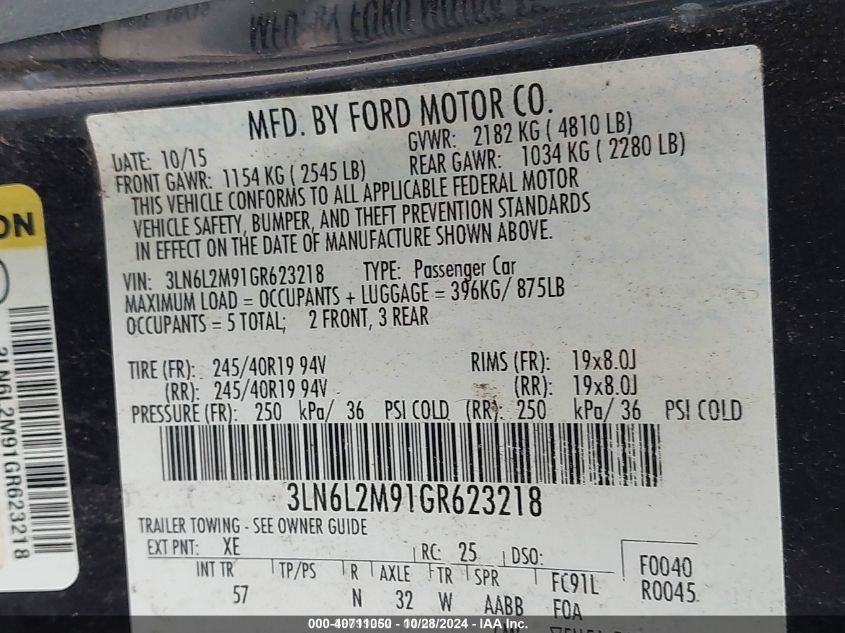 MFD. BY FORD MOTOR CO.
DATE: 10/15
GVWR: 2182 KG ( 4810 LB)
FRONT GAWR: 1154 KG ( 2545 LB)
REAR GAWR: 1034 KG ( 2280 LB)
THIS VEHICLE CONFORMS TO ALL APPLICABLE FEDERAL MOTOR
VEHICLE SAFETY, BUMPER, AND THEFT PREVENTION STANDARDS
IN EFFECT ON THE DATE OF MANUFACTURE SHOWN ABOVE.
VIN: 3LN6L2M91GR623218 TYPE: Passenger Car
MAXIMUM LOAD = OCCUPANTS + LUGGAGE = 396KG/ 875LB
OCCUPANTS = 5 TOTAL; 2 FRONT, 3 REAR
TIRE (FR): 245/40R19 94V RIMS (FR): 19x8.0J
(RR): 245/40R19 94V (RR): 19x8.0J
PRESSURE (FR): 250 kPa/ 36 PSI COLD (RR): 250 kPa/ 36 PSI COLD
3LN6L2M91GR623218
TRAILER TOWING - SEE OWNER GUIDE
EXT PNT: XE RC: 25 DSO: F0040
INT TR TP/PS R AXLE TR SPR FC91L R0045
57 N 32 W AABB FOA
ON
3LN6L2M91GR623218
000-40711050 - 10/28/2024 - www.iaai.com